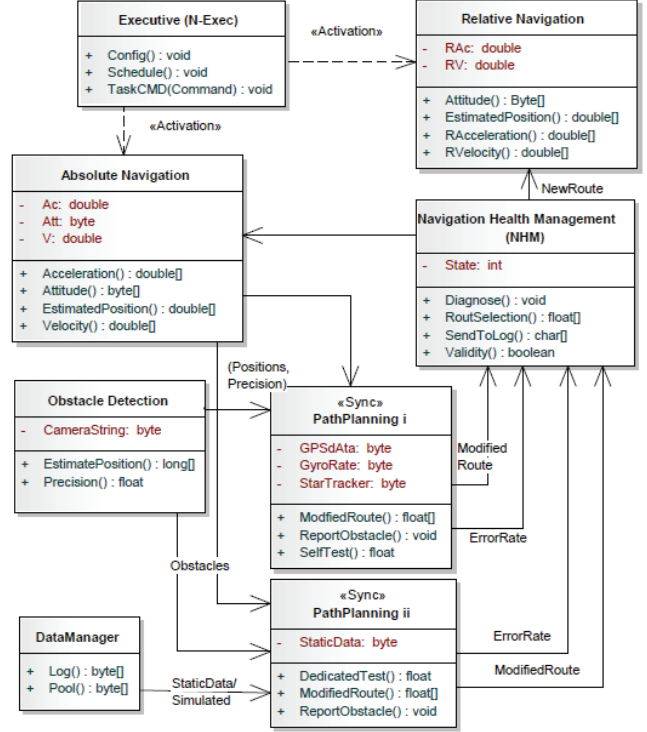 Executive (N-Exec)
+ Config() : void
+ Schedule() : void
+ TaskCMD(Command) : void
«Activation»
Relative Navigation
- RAc: double
- RV: double
+ Attitude() : Byte[]
+ EstimatedPosition() : double[]
+ RAcceleration() : double[]
+ RVelocity() : double[]
«Activation»
Absolute Navigation
- Ac: double
- Att: byte
- V: double
+ Acceleration() : double[]
+ Attitude() : byte[]
+ EstimatedPosition() : double[]
+ Velocity() : double[]
NewRoute
Navigation Health Management
(NHM)
- State: int
+ Diagnose() : void
+ RoutSelection() : float[]
+ SendToLog() : char[]
+ Validity() : boolean
(Positions,
Precision)
Obstacle Detection
- CameraString: byte
+ EstimatePosition() : long[]
+ Precision() : float
«Sync»
PathPlanning i
- GPSdAta: byte
- GyroRate: byte
- StarTracker: byte
+ ModfiedRoute() : float[]
+ ReportObstacle() : void
+ SelfTest() : float
Modified
Route
ErrorRate
Obstacles
«Sync»
PathPlanning ii
- StaticData: byte
+ DedicatedTest() : float
+ ModifiedRoute() : float[]
+ ReportObstacle() : void
ErrorRate
ModifiedRoute
DataManager
+ Log() : byte[]
+ Pool() : byte[]
StaticData/
Simulated